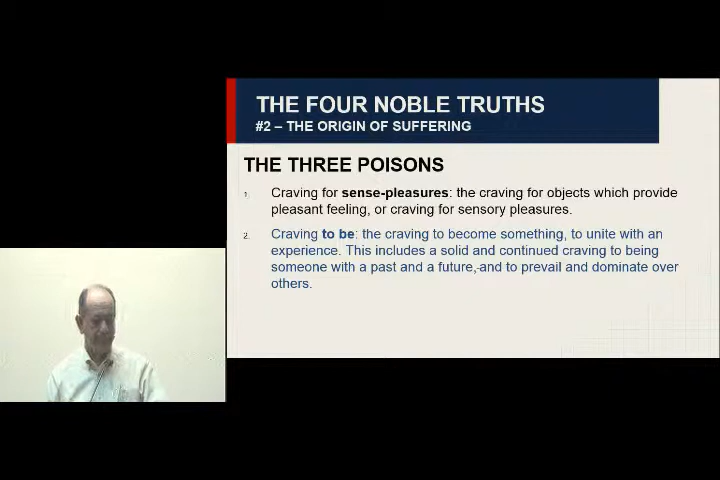 THE FOUR NOBLE TRUTHS
#2 – THE ORIGIN OF SUFFERING
THE THREE POISONS
1. Craving for sense-pleasures: the craving for objects which provide
pleasant feeling, or craving for sensory pleasures.
2. Craving to be: the craving to become something, to unite with an
experience. This includes a solid and continued craving to being
someone with a past and a future, and to prevail and dominate over
others.